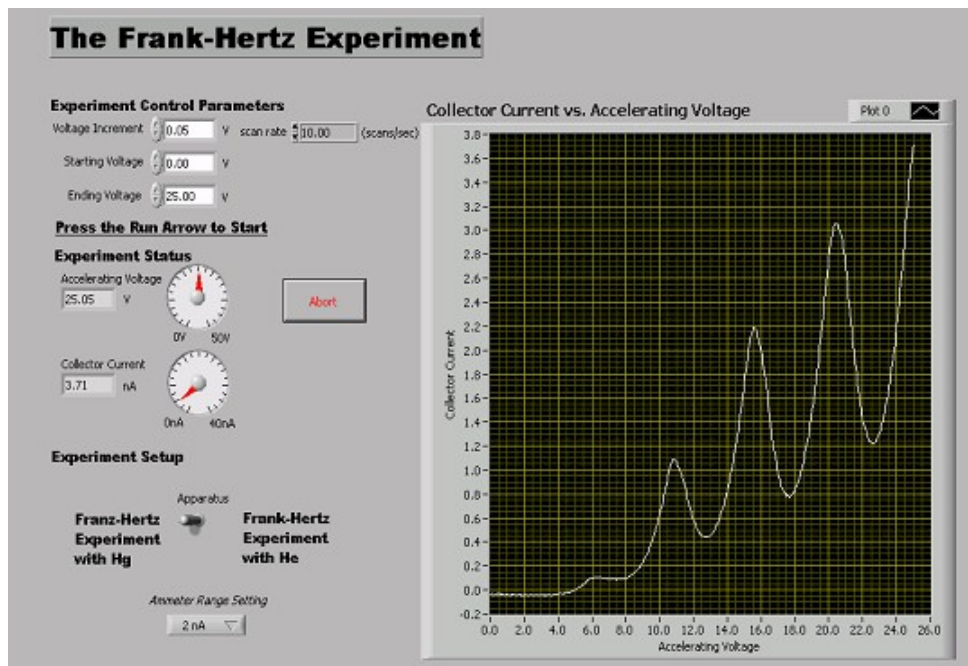 The Frank-Hertz Experiment
Experiment Control Parameters
Voltage Increment 0.05 V scan rate 10.00 (scans/sec)
Starting Voltage 0.00 V
Ending Voltage 25.00 V
Press the Run Arrow to Start
Experiment Status
Accelerating Voltage
25.05 V
0V 50V
Abort
Collector Current
3.71 nA
0nA 40nA
Experiment Setup
Apparatus
Franz-Hertz
Experiment
with Hg
Frank-Hertz
Experiment
with He
Ammeter Range Setting
2 nA
Collector Current vs. Accelerating Voltage
Plot 0
3.8
3.6
3.4
3.2
3.0
2.8
2.6
2.4
2.2
2.0
1.8
1.6
1.4
1.2
1.0
0.8
0.6
0.4
0.2
0.0
-0.2
Collector Current
0.0 2.0 4.0 6.0 8.0 10.0 12.0 14.0 16.0 18.0 20.0 22.0 24.0 26.0
Accelerating Voltage